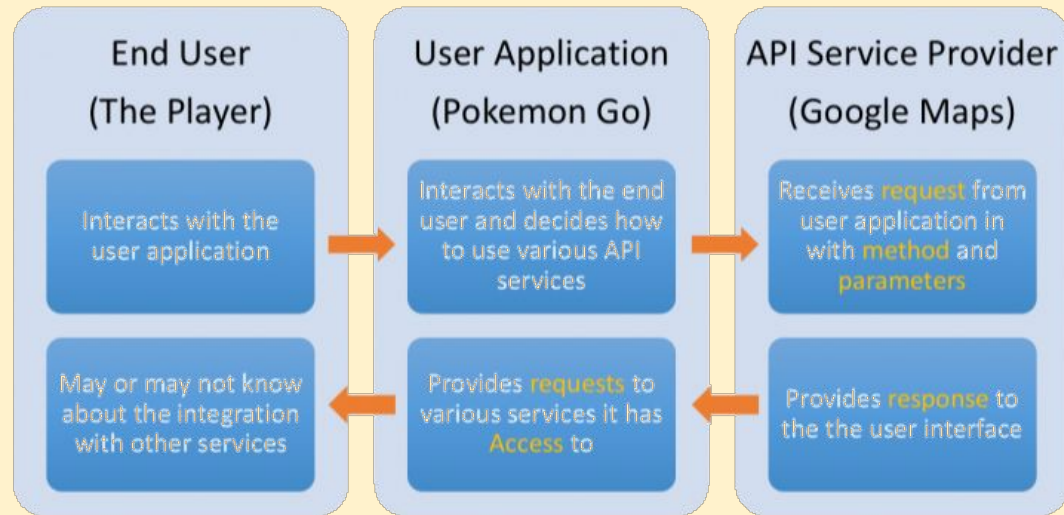 End User
(The Player)
Interacts with the
user application
May or may not know
about the integration
with other services
User Application
(Pokemon Go)
Interacts with the end
user and decides how
to use various API
services
Provides requests to
various services it has
Access to
API Service Provider
(Google Maps)
Receives request from
user application in
with method and
parameters
Provides response to
the the user interface